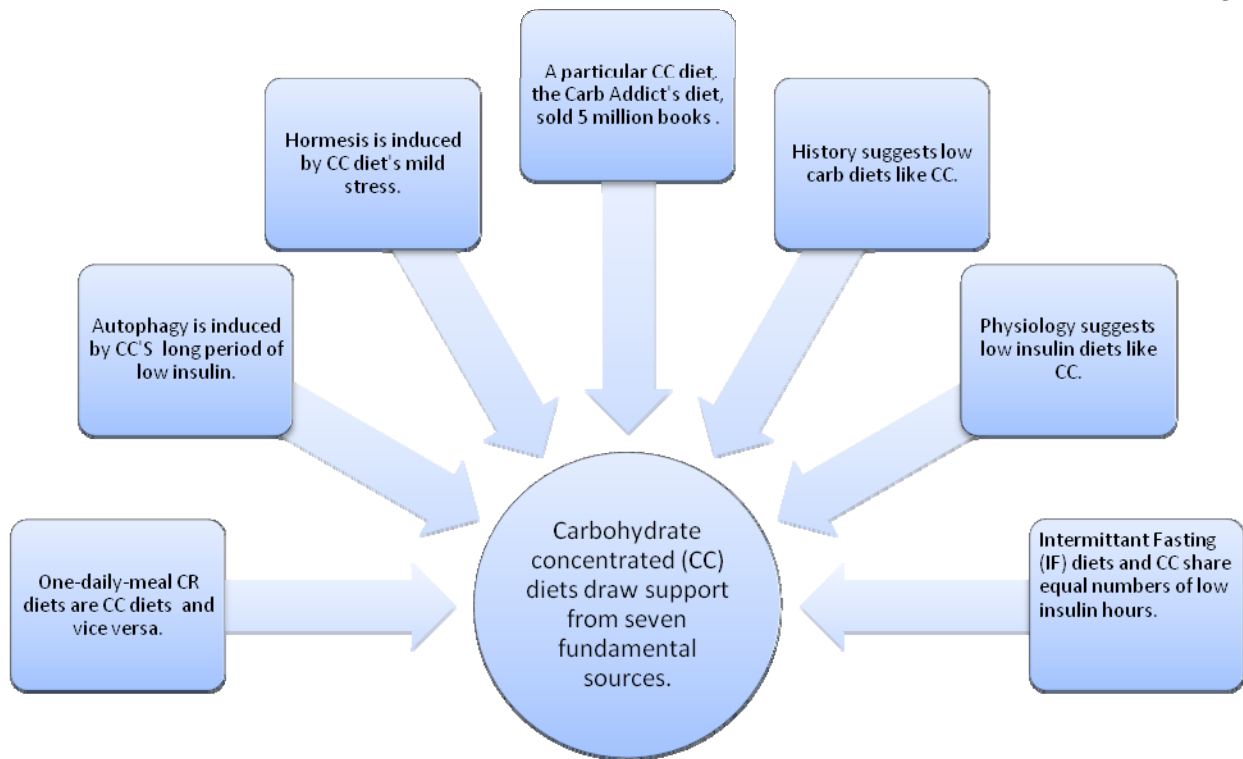 A particular CC diet,
the Carb Addict's diet,
sold 5 million books .
Hormesis is induced
by CC diet's mild
stress.
History suggests low
carb diets like CC.
Autophagy is induced
by CC'S long period of
low insulin.
Physiology suggests
low insulin diets like
CC.
One-daily-meal CR
diets are CC diets and
vice versa.
Carbohydrate
concentrated (CC)
diets draw support
from seven
fundamental
sources.
Intermittant Fasting
(IF) diets and CC share
equal numbers of low
insulin hours.